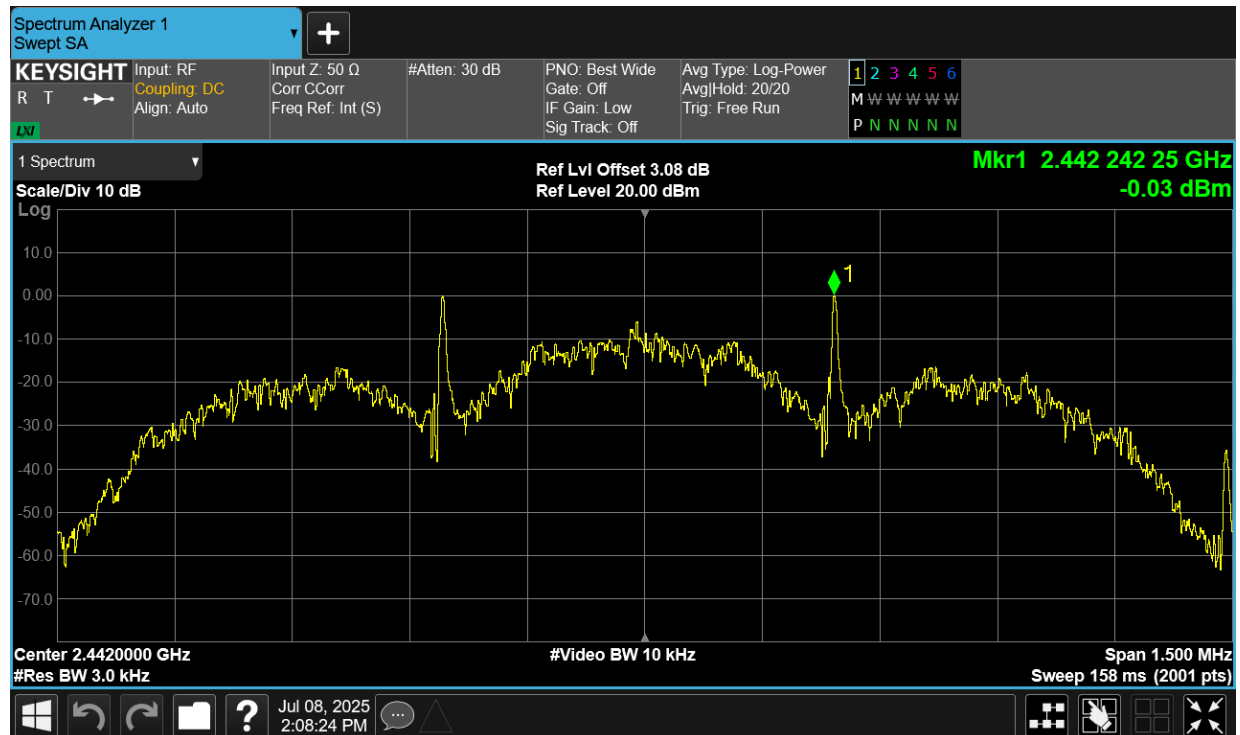 Spectrum Analyzer 1
Swept SA
+
KEYSIGHT
R T
LXI
Input: RF
Coupling: DC
Align: Auto
Input Z: 50 Ω
Corr CCorr
Freq Ref: Int (S)
#Atten: 30 dB
PNO: Best Wide
Gate: Off
IF Gain: Low
Sig Track: Off
Avg Type: Log-Power
Avg|Hold: 20/20
Trig: Free Run
1 2 3 4 5 6
M W W W W W
P N N N N N
1 Spectrum
Scale/Div 10 dB
Log
Ref Lvl Offset 3.08 dB
Ref Level 20.00 dBm
Mkr1 2.442 242 25 GHz
-0.03 dBm
10.0
0.00
-10.0
-20.0
-30.0
-40.0
-50.0
-60.0
-70.0
1
Center 2.4420000 GHz
#Res BW 3.0 kHz
#Video BW 10 kHz
Span 1.500 MHz
Sweep 158 ms (2001 pts)
?
Jul 08, 2025
2:08:24 PM